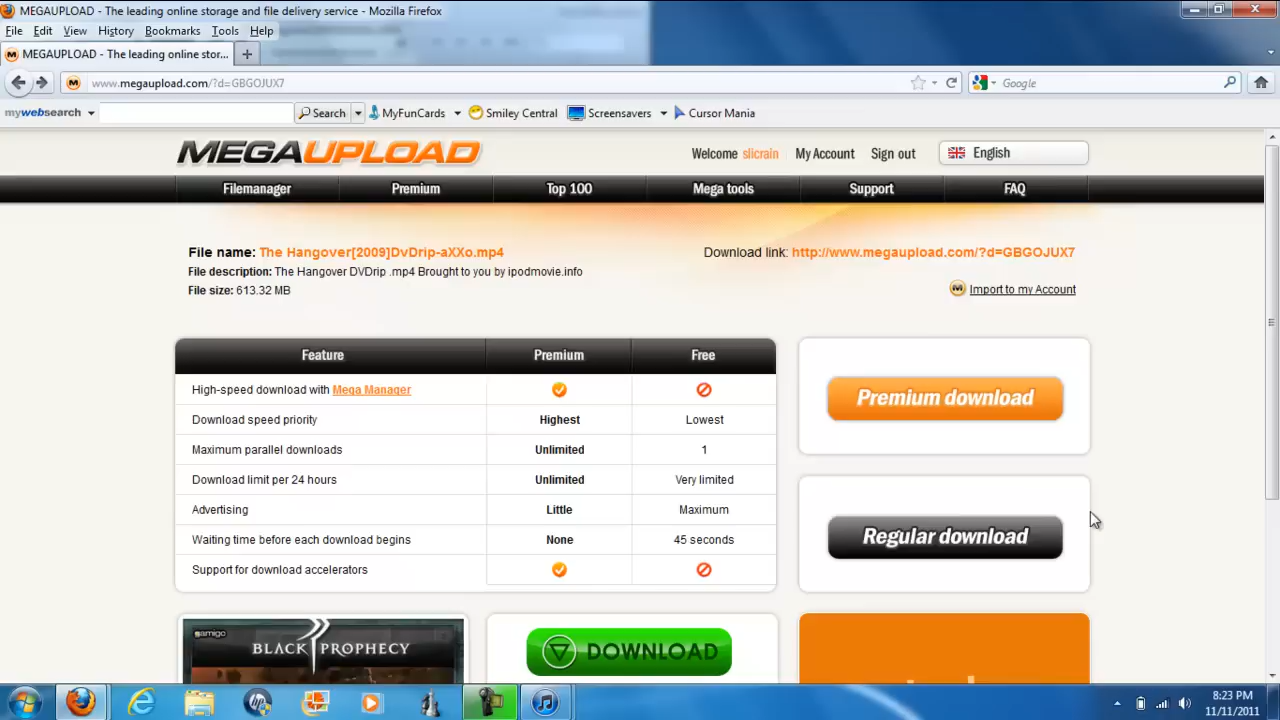 MEGAUPLOAD - The leading online storage and file delivery service - Mozilla Firefox
File Edit View History Bookmarks Tools Help
MEGAUPLOAD - The leading online stor...
www.megaupload.com/?d=GBGOJUX7
Google
mywebsearch Search MyFunCards Smiley Central Screensavers Cursor Mania
MEGAUPLOAD
Welcome slicrain My Account Sign out English
Filemanager Premium Top 100 Mega tools Support FAQ
File name: The Hangover[2009]DvDrip-aXXo.mp4
Download link: http://www.megaupload.com/?d=GBGOJUX7
File description: The Hangover DVDrip .mp4 Brought to you by ipodmovie.info
File size: 613.32 MB
Import to my Account
Feature Premium Free
High-speed download with Mega Manager
Download speed priority Highest Lowest
Maximum parallel downloads Unlimited 1
Download limit per 24 hours Unlimited Very limited
Advertising Little Maximum
Waiting time before each download begins None 45 seconds
Support for download accelerators
Premium download
Regular download
gamigo
BLACK PROPHECY
DOWNLOAD
8:23 PM
11/11/2011